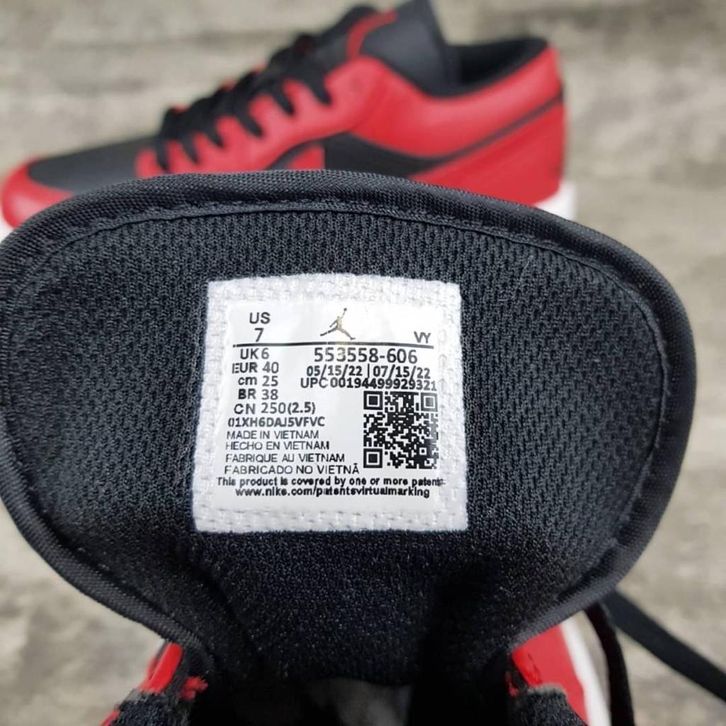 US
7
VY
UK 6
EUR 40
cm 25
BR 38
CN 250(2.5)
553558-606
05/15/22 | 07/15/22
UPC 00194499929321
01XH6DAJ5VFVC
MADE IN VIETNAM
HECHO EN VIETNAM
FABRIQUE AU VIETNAM
FABRICADO NO VIETNÃ
This product is covered by one or more patents
www.nike.com/patentsvirtualmarking